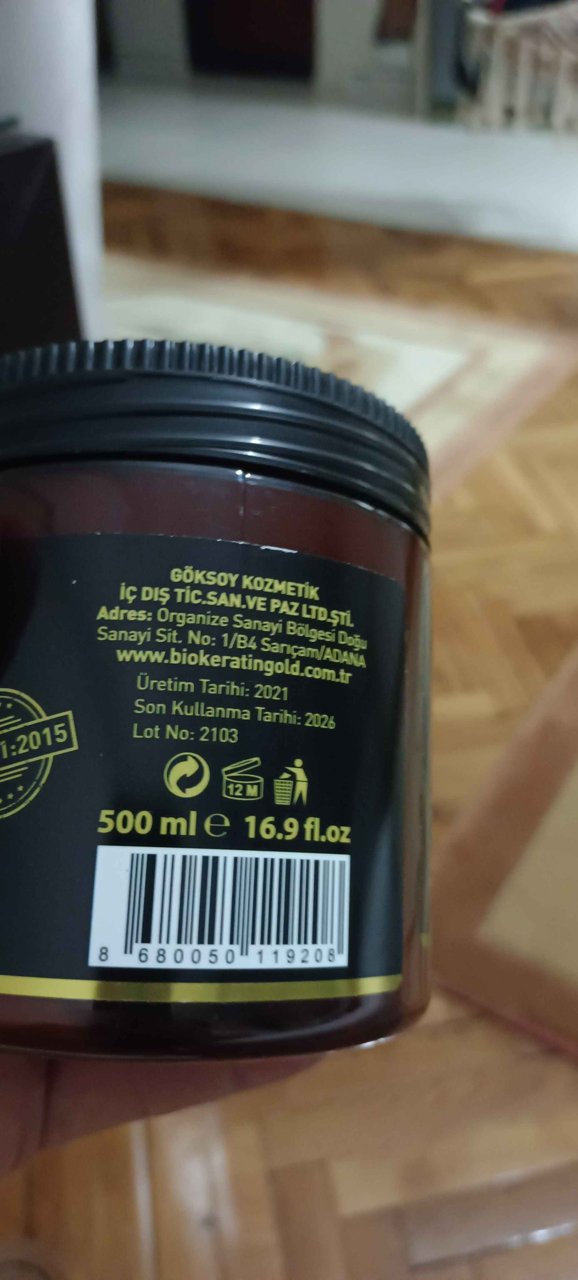 GÖKSOY KOZMETİK
İÇ DIŞ TİC.SAN.VE PAZ LTD.ŞTİ.
Adres: Organize Sanayi Bölgesi Doğu
Sanayi Sit. No: 1/B4 Sarıçam/ADANA
www.biokeratingold.com.tr
Üretim Tarihi: 2021
Son Kullanma Tarihi: 2026
Lot No: 2103
:2015
12 M
500 ml e 16.9 fl.oz
8 680050 119208